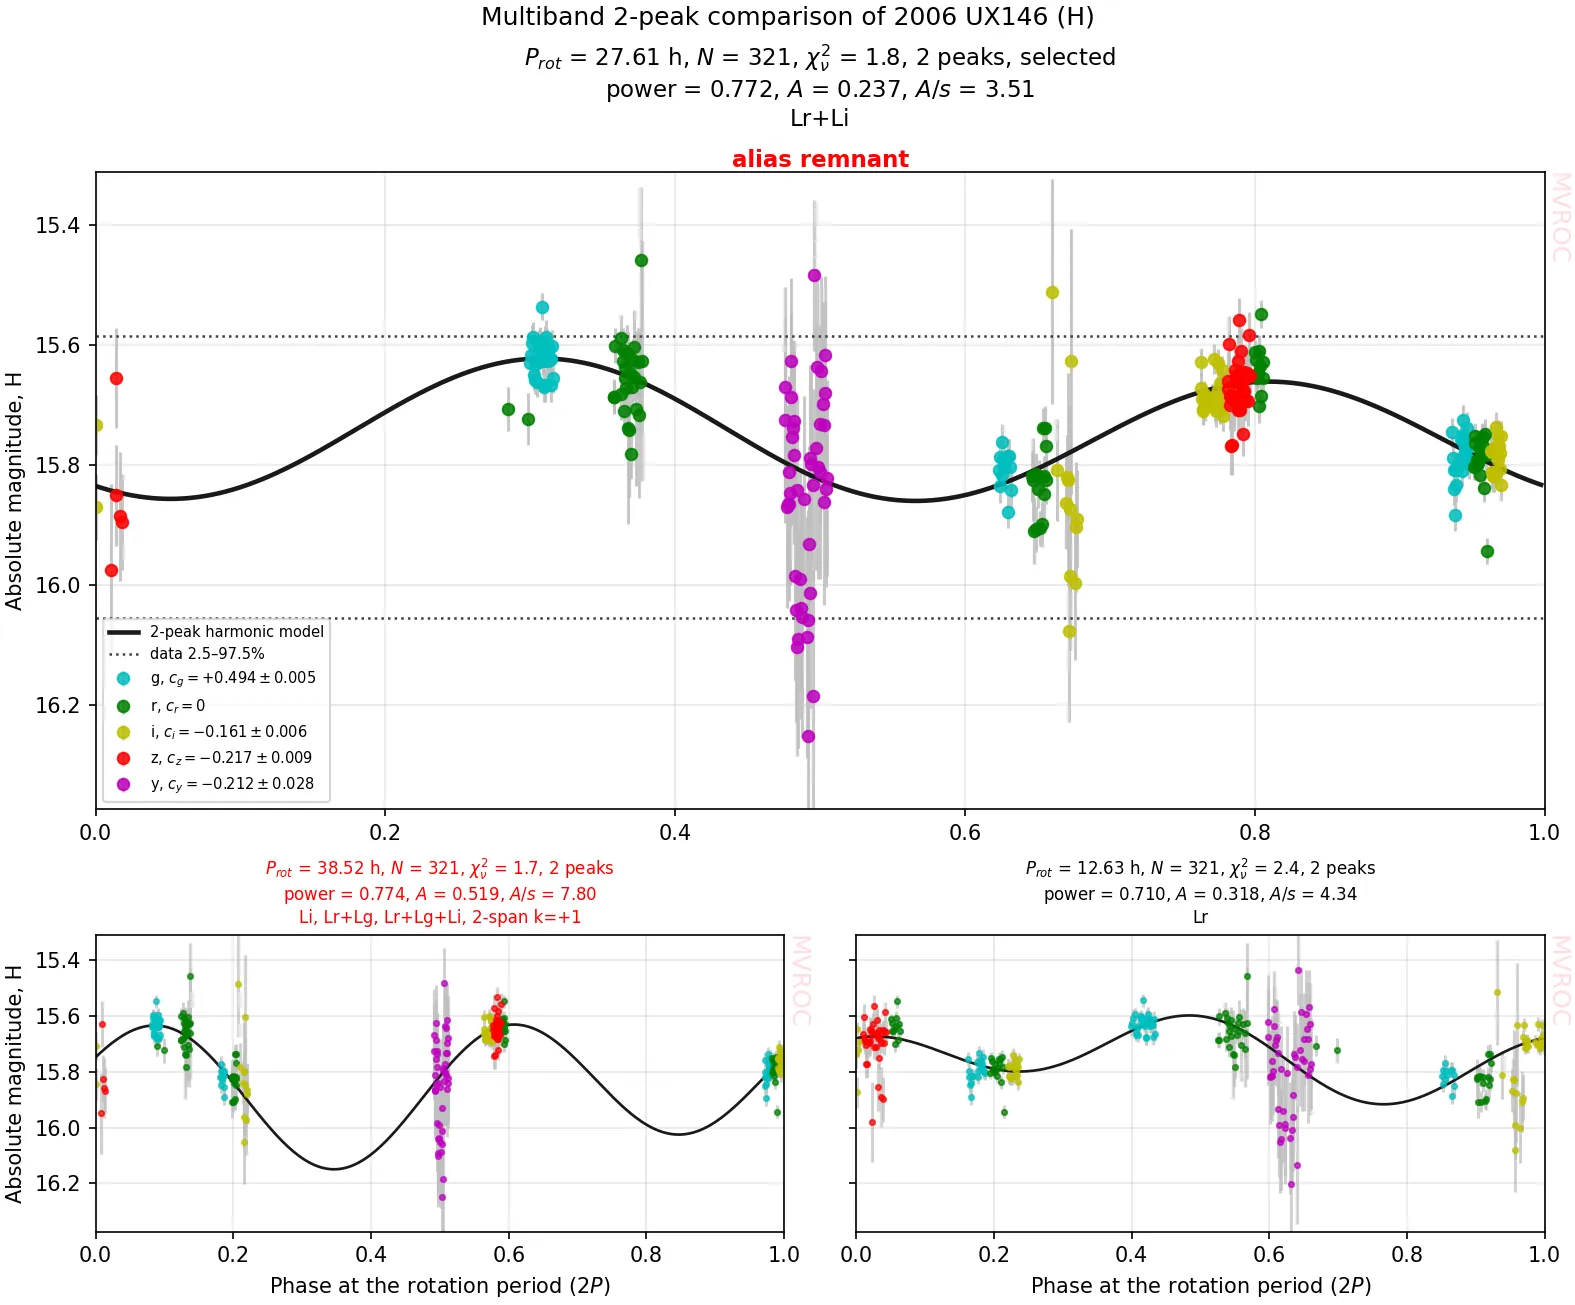 Multiband 2-peak comparison of 2006 UX146 (H)
P_rot = 27.61 h, N = 321, χ²_ν = 1.8, 2 peaks, selected
power = 0.772, A = 0.237, A/s = 3.51
Lr+Li
alias remnant
MVROC
Absolute magnitude, H
15.4
15.6
15.8
16.0
16.2
2-peak harmonic model
data 2.5–97.5%
g, c_g = +0.494 ± 0.005
r, c_r = 0
i, c_i = −0.161 ± 0.006
z, c_z = −0.217 ± 0.009
y, c_y = −0.212 ± 0.028
0.0 0.2 0.4 0.6 0.8 1.0
P_rot = 38.52 h, N = 321, χ²_ν = 1.7, 2 peaks
power = 0.774, A = 0.519, A/s = 7.80
Li, Lr+Lg, Lr+Lg+Li, 2-span k=+1
MVROC
Absolute magnitude, H
15.4
15.6
15.8
16.0
16.2
0.0 0.2 0.4 0.6 0.8 1.0
Phase at the rotation period (2P)
P_rot = 12.63 h, N = 321, χ²_ν = 2.4, 2 peaks
power = 0.710, A = 0.318, A/s = 4.34
Lr
MVROC
0.0 0.2 0.4 0.6 0.8 1.0
Phase at the rotation period (2P)